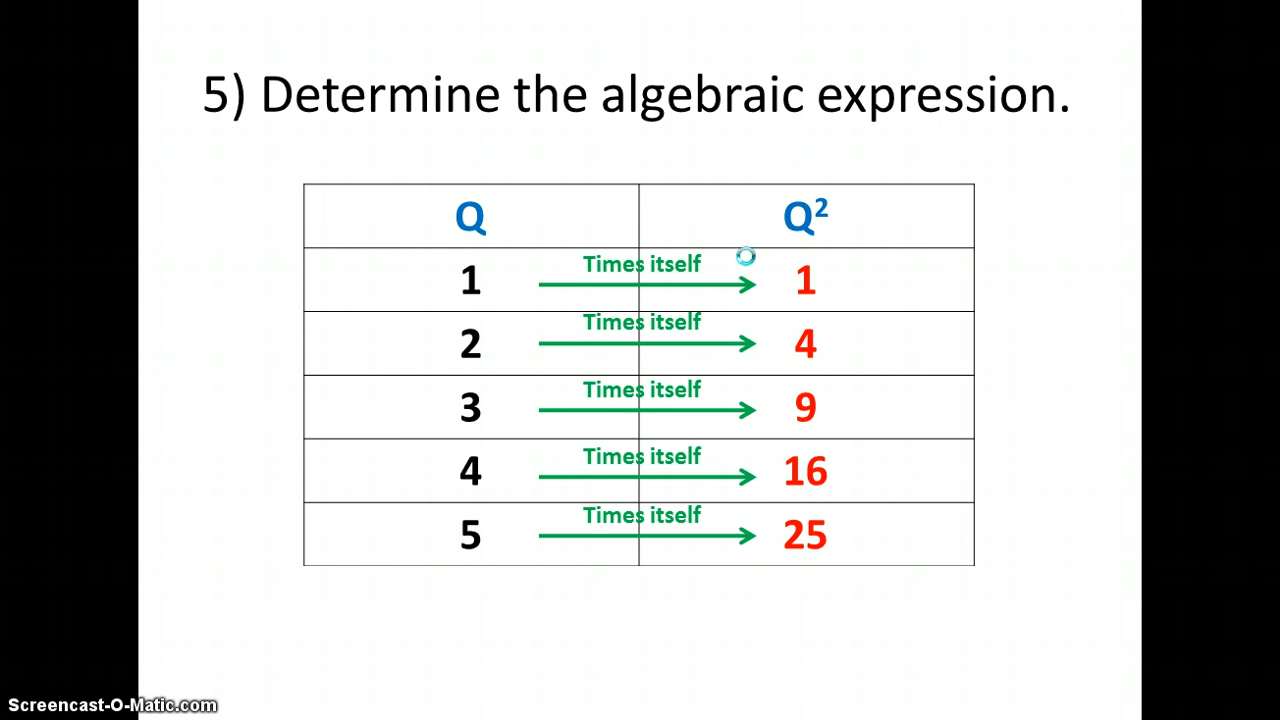 5) Determine the algebraic expression.
Q Q²
1 Times itself 1
2 Times itself 4
3 Times itself 9
4 Times itself 16
5 Times itself 25
Screencast-O-Matic.com